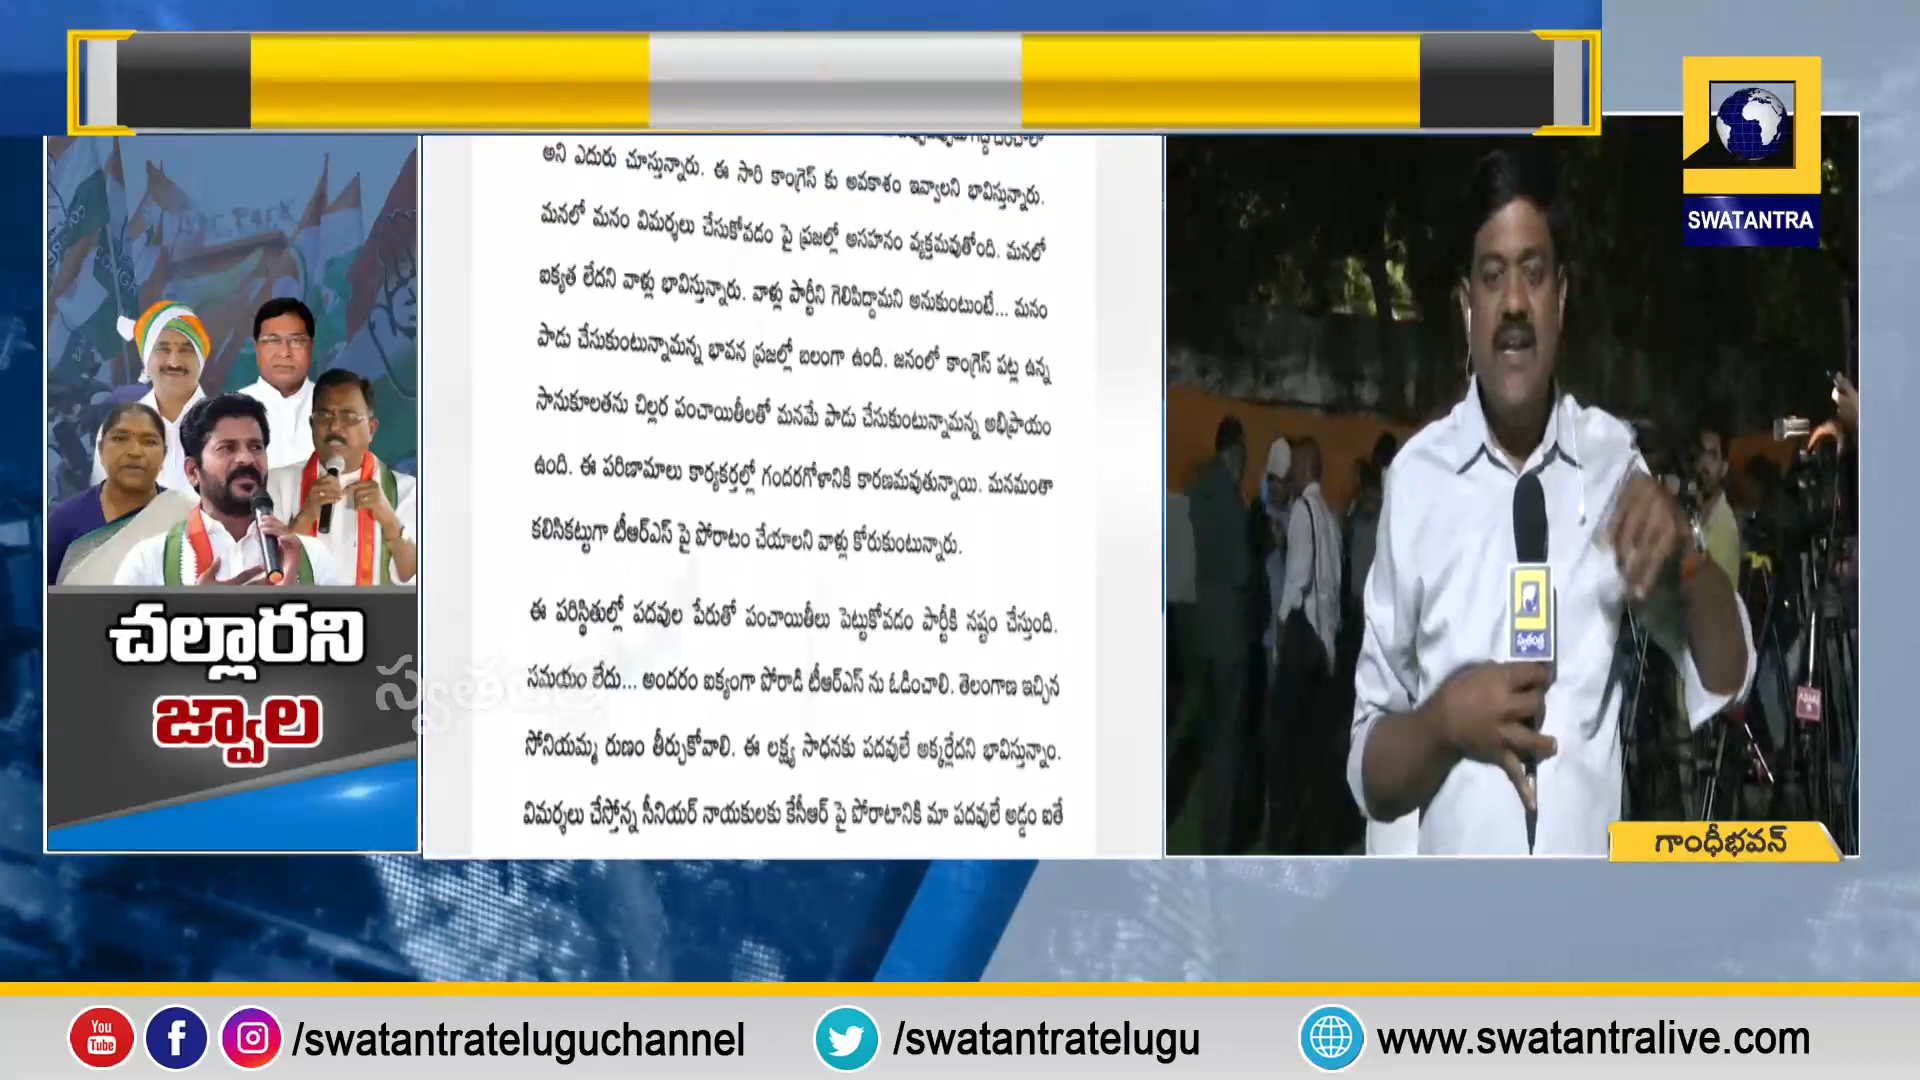 SWATANTRA
అని ఎదురు చూస్తున్నారు. ఈ సారి కాంగ్రెస్ కు అవకాశం ఇవ్వాలని భావిస్తున్నారు.
మనలో మనం విమర్శలు చేసుకోవడం పై ప్రజల్లో అసహనం వ్యక్తమవుతోంది. మనలో
ఐక్యత లేదని వాళ్లు భావిస్తున్నారు. వాళ్లు పార్టీని గెలిపిద్దామని అనుకుంటుంటే... మనం
పాడు చేసుకుంటున్నామన్న భావన ప్రజల్లో బలంగా ఉంది. జనంలో కాంగ్రెస్ పట్ల ఉన్న
సానుకూలతను చిల్లర పంచాయితీలతో మనమే పాడు చేసుకుంటున్నామన్న అభిప్రాయం
ఉంది. ఈ పరిణామాలు కార్యకర్తల్లో గందరగోళానికి కారణమవుతున్నాయి. మనమంతా
కలిసికట్టుగా టీఆర్ఎస్ పై పోరాటం చేయాలని వాళ్లు కోరుకుంటున్నారు.
ఈ పరిస్థితుల్లో పదవుల పేరుతో పంచాయితీలు పెట్టుకోవడం పార్టీకి నష్టం చేస్తుంది.
సమయం లేదు... అందరం ఐక్యంగా పోరాడి టీఆర్ఎస్ ను ఓడించాలి. తెలంగాణ ఇచ్చిన
సోనియమ్మ రుణం తీర్చుకోవాలి. ఈ లక్ష్య సాధనకు పదవులే అక్కర్లేదని భావిస్తున్నాం.
విమర్శలు చేస్తోన్న సీనియర్ నాయకులకు కేసీఆర్ పై పోరాటానికి మా పదవులే అడ్డం ఐతే
చల్లారని
జ్వాల
స్వతంత్ర
స్వతంత్ర
గాంధీభవన్
You Tube /swatantrateluguchannel /swatantratelugu www.swatantralive.com